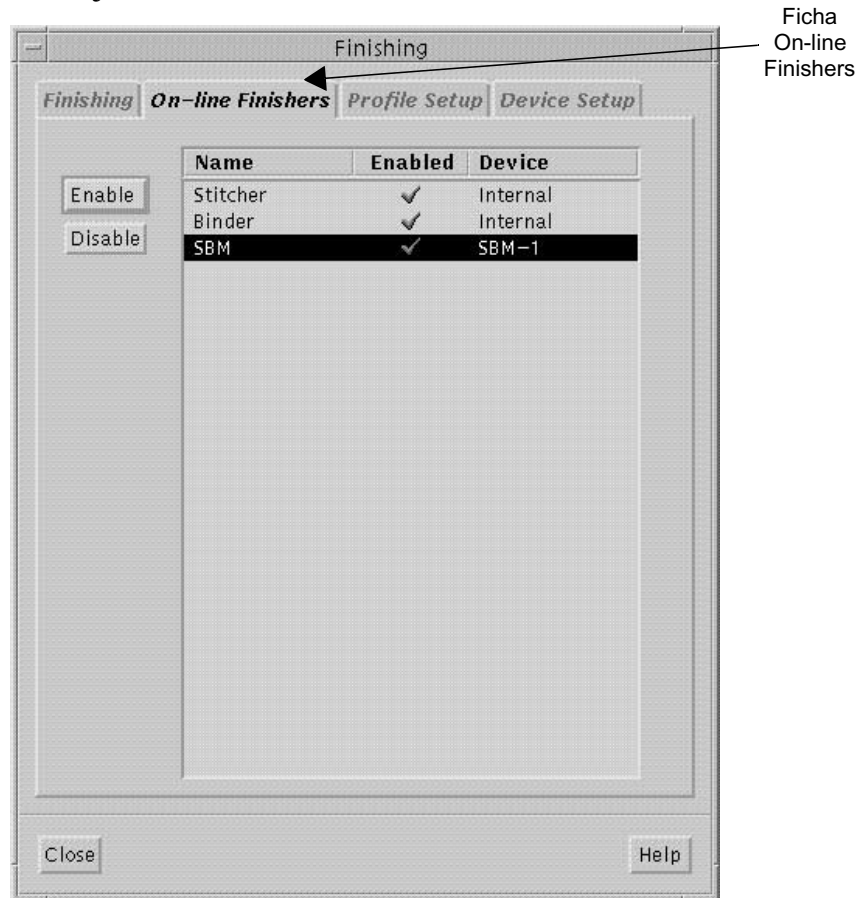 Ficha
On-line
Finishers
Finishing
Finishing On-line Finishers Profile Setup Device Setup
Name Enabled Device
Enable
Disable
Stitcher Internal
Binder Internal
SBM SBM-1
Close Help